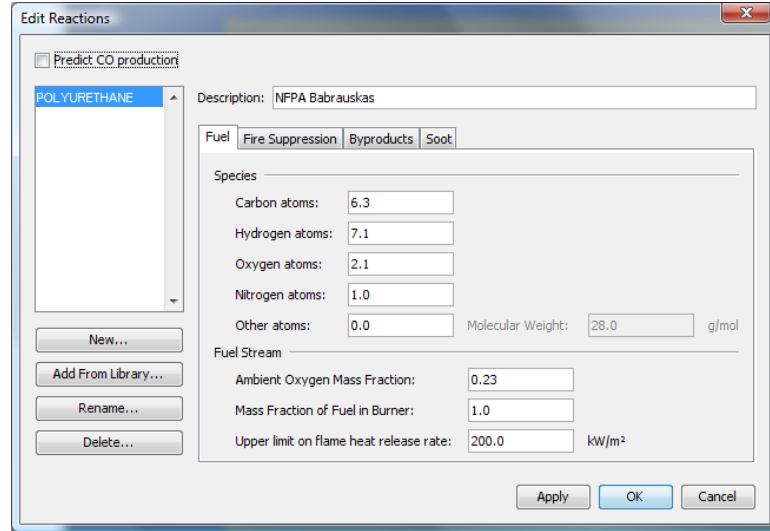 Edit Reactions
Predict CO production
POLYURETHANE
Description: NFPA Babrauskas
Fuel Fire Suppression Byproducts Soot
Species
Carbon atoms: 6.3
Hydrogen atoms: 7.1
Oxygen atoms: 2.1
Nitrogen atoms: 1.0
Other atoms: 0.0 Molecular Weight: 28.0 g/mol
Fuel Stream
Ambient Oxygen Mass Fraction: 0.23
Mass Fraction of Fuel in Burner: 1.0
Upper limit on flame heat release rate: 200.0 kW/m²
New...
Add From Library...
Rename...
Delete...
Apply OK Cancel